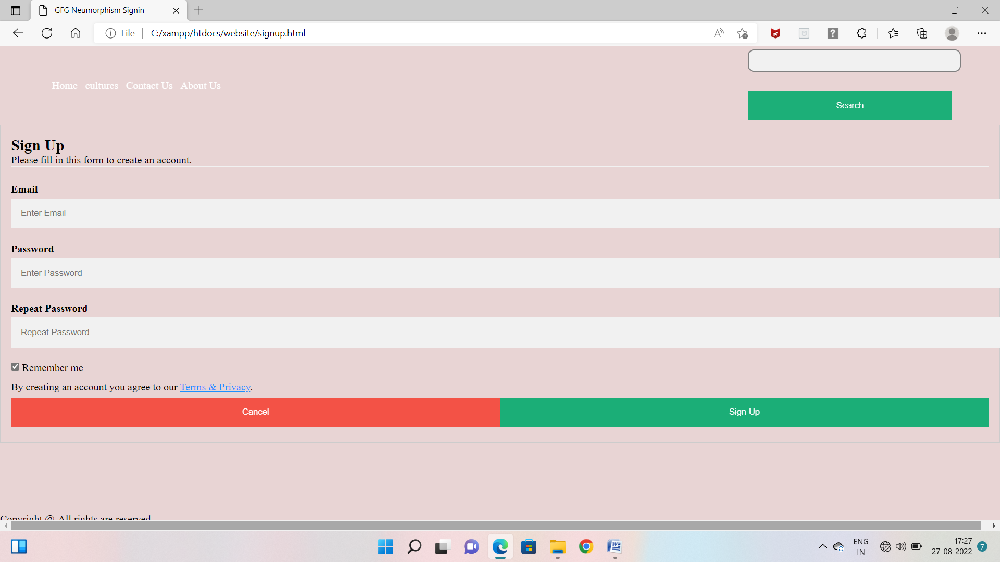 GFG Neumorphism Signin
File C:/xampp/htdocs/website/signup.html
Home cultures Contact Us About Us
Search
Sign Up
Please fill in this form to create an account.
Email
Enter Email
Password
Enter Password
Repeat Password
Repeat Password
Remember me
By creating an account you agree to our Terms & Privacy.
Cancel Sign Up
Copyright @-All rights are reserved
ENG 17:27
IN 27-08-2022 7